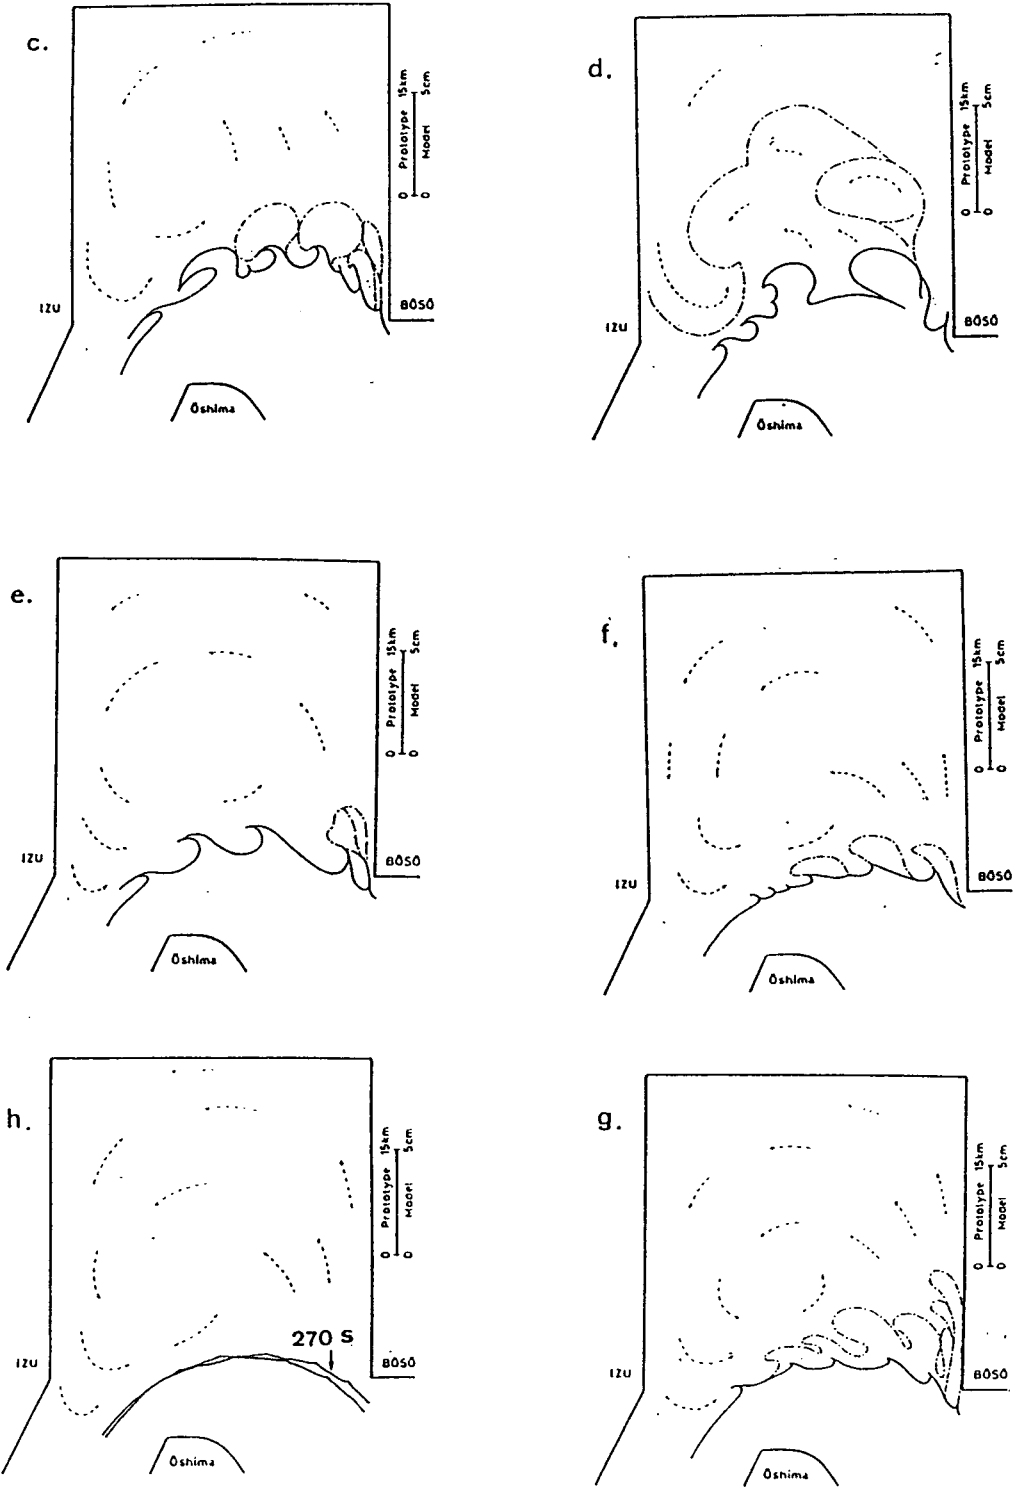 c.
Prototype 15km
0
Model 5cm
0
IZU
BŌSŌ
Ōshima
d.
Prototype 15km
0
Model 5cm
0
IZU
BŌSŌ
Ōshima
e.
Prototype 15km
0
Model 5cm
0
IZU
BŌSŌ
Ōshima
f.
Prototype 15km
0
Model 5cm
0
IZU
BŌSŌ
Ōshima
h.
Prototype 15km
0
Model 5cm
0
270 S
IZU
BŌSŌ
Ōshima
g.
Prototype 15km
0
Model 5cm
0
IZU
BŌSŌ
Ōshima